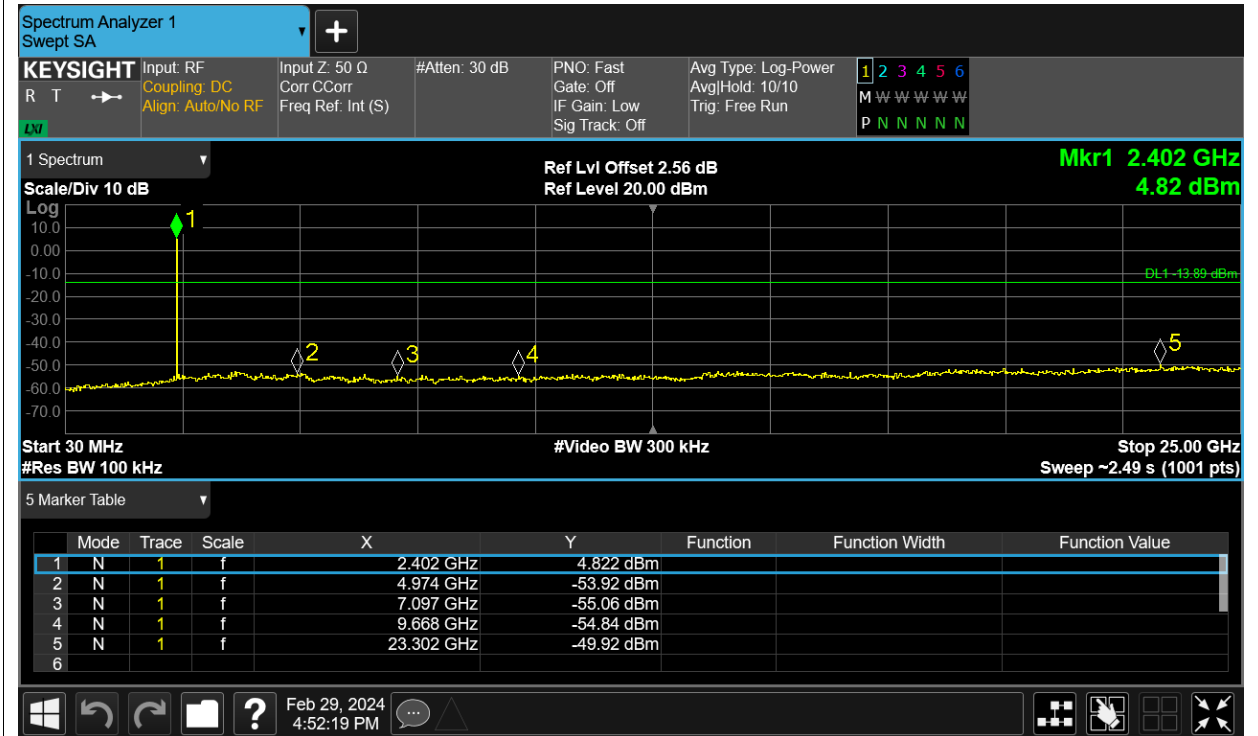 Spectrum Analyzer 1
Swept SA
KEYSIGHT
R T
LXI
Input: RF
Coupling: DC
Align: Auto/No RF
Input Z: 50 Ω
Corr CCorr
Freq Ref: Int (S)
#Atten: 30 dB
PNO: Fast
Gate: Off
IF Gain: Low
Sig Track: Off
Avg Type: Log-Power
Avg|Hold: 10/10
Trig: Free Run
1 2 3 4 5 6
M W W W W W
P N N N N N
1 Spectrum
Scale/Div 10 dB
Ref Lvl Offset 2.56 dB
Ref Level 20.00 dBm
Mkr1 2.402 GHz
4.82 dBm
Log
10.0
0.00
-10.0
-20.0
-30.0
-40.0
-50.0
-60.0
-70.0
1
2
3
4
5
DL1 -13.89 dBm
Start 30 MHz
#Res BW 100 kHz
#Video BW 300 kHz
Stop 25.00 GHz
Sweep ~2.49 s (1001 pts)
5 Marker Table
Mode Trace Scale X Y Function Function Width Function Value
1 N 1 f 2.402 GHz 4.822 dBm
2 N 1 f 4.974 GHz -53.92 dBm
3 N 1 f 7.097 GHz -55.06 dBm
4 N 1 f 9.668 GHz -54.84 dBm
5 N 1 f 23.302 GHz -49.92 dBm
6
?
Feb 29, 2024
4:52:19 PM